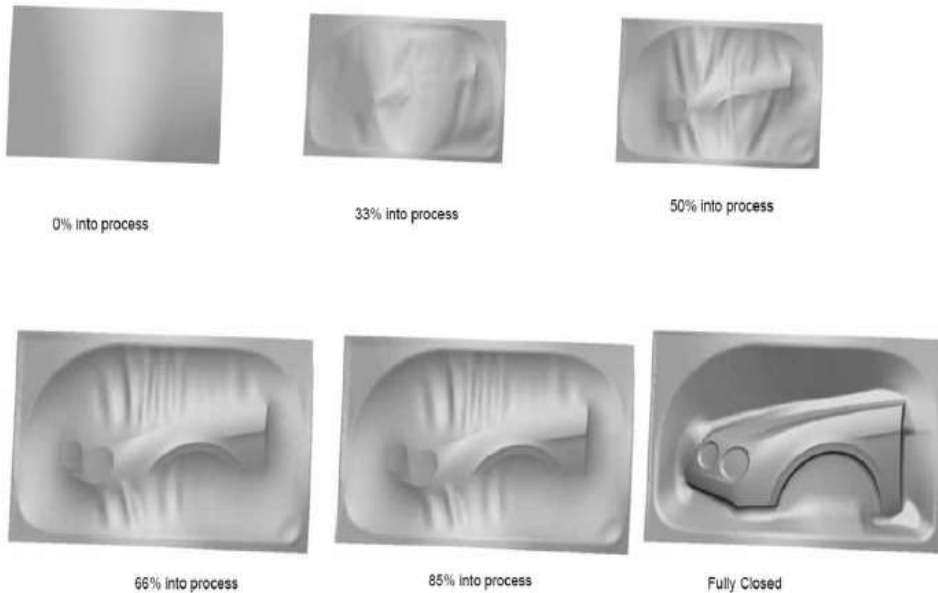 0% into process
33% into process
50% into process
66% into process
85% into process
Fully Closed